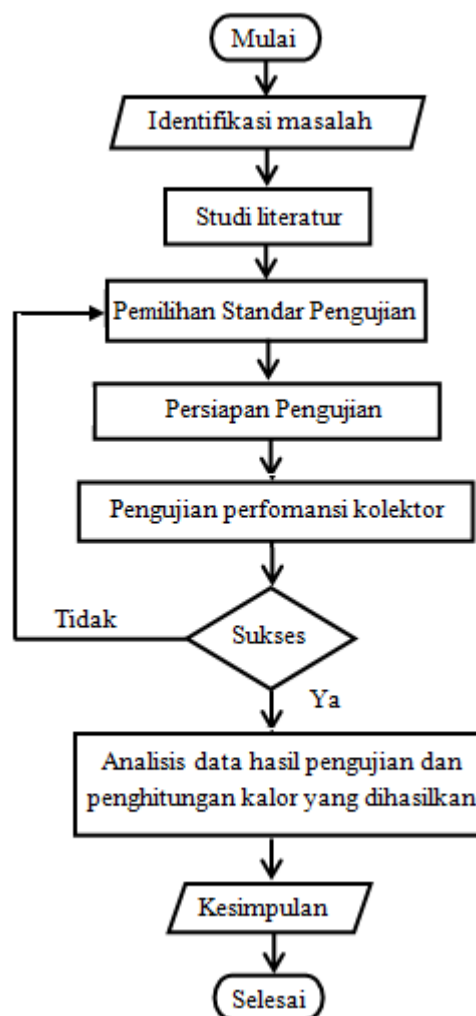 Mulai
Identifikasi masalah
Studi literatur
Pemilihan Standar Pengujian
Persiapan Pengujian
Pengujian perfomansi kolektor
Tidak
Sukses
Ya
Analisis data hasil pengujian dan
penghitungan kalor yang dihasilkan
Kesimpulan
Selesai